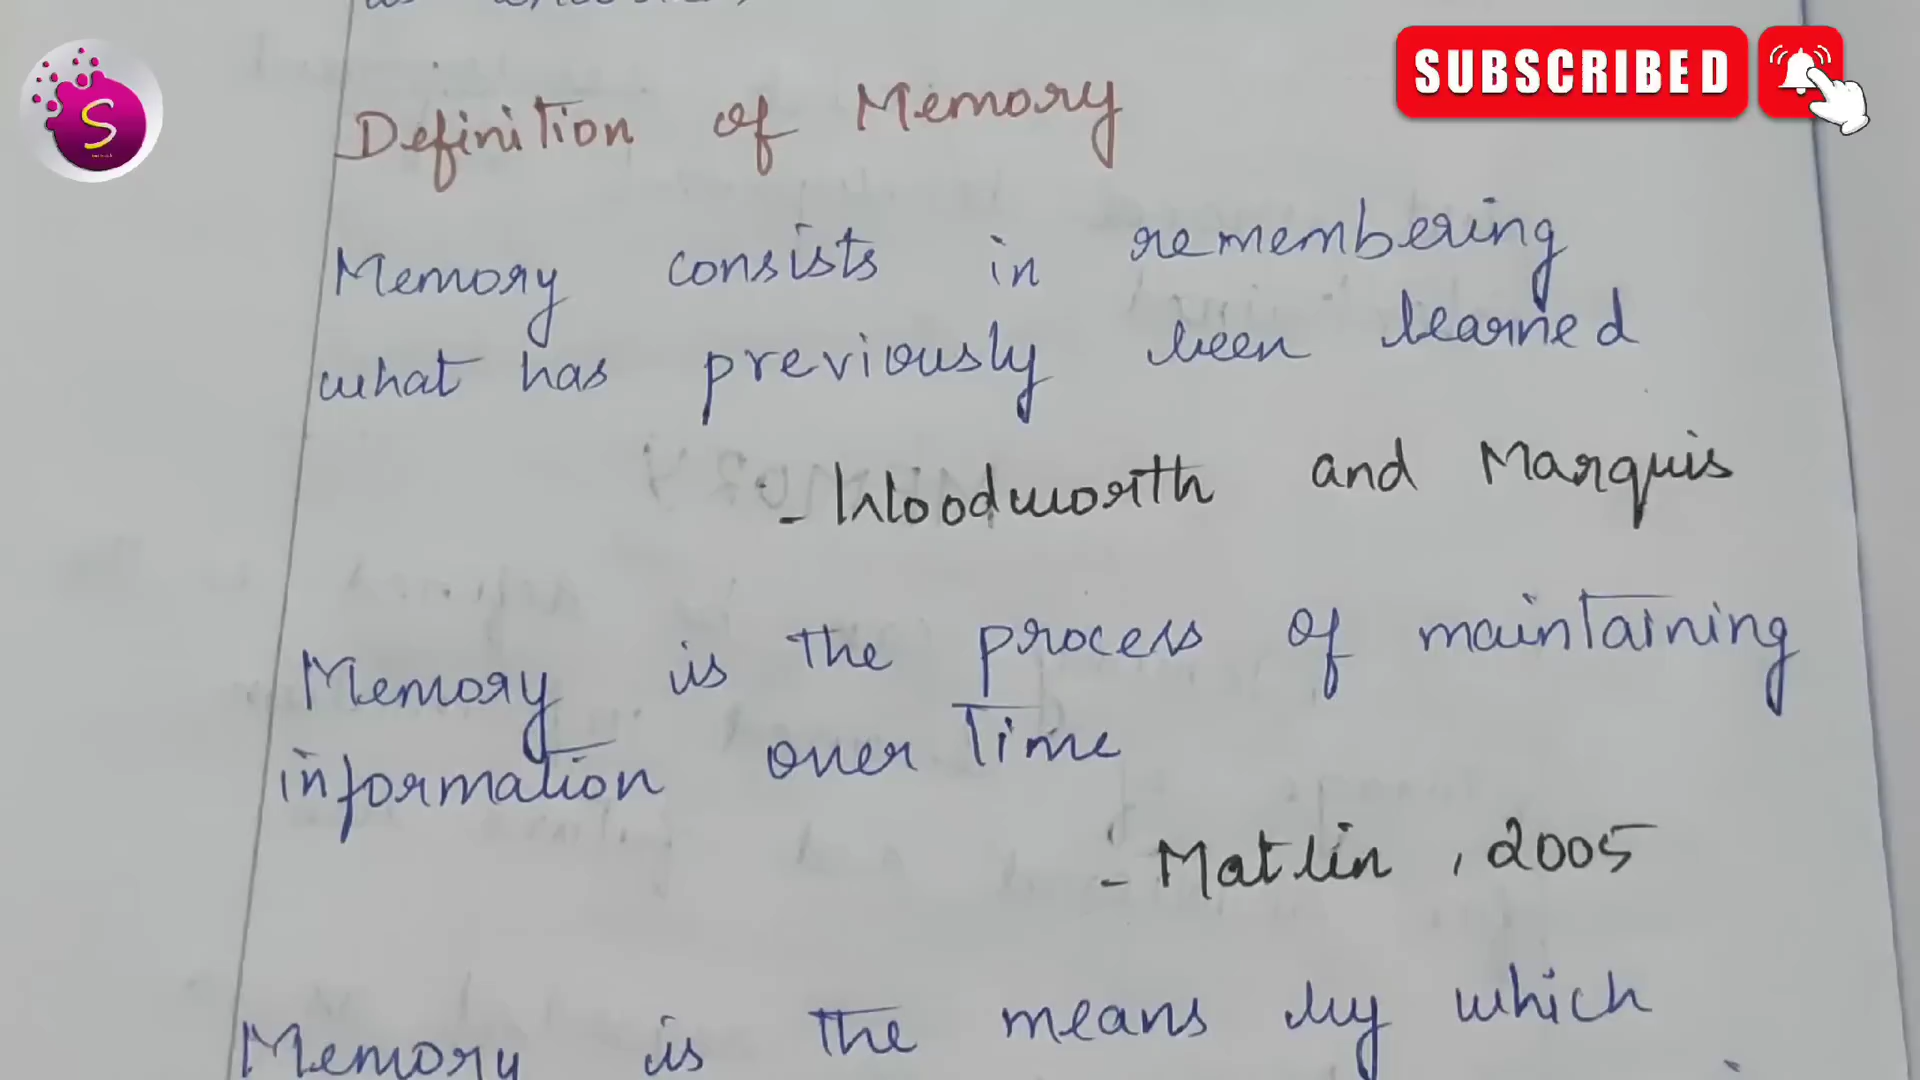 SUBSCRIBED
S
Definition of Memory
Memory consists in remembering
what has previously been learned
- Woodworth and Marquis
Memory is the process of maintaining
information over time
- Matlin, 2005
Memory is the means by which